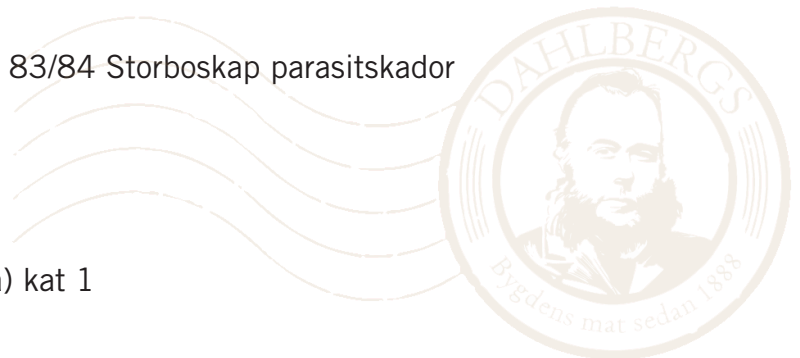 83/84 Storboskap parasitskador
DAHLBERGS
) kat 1
Bygdens mat sedan 1888